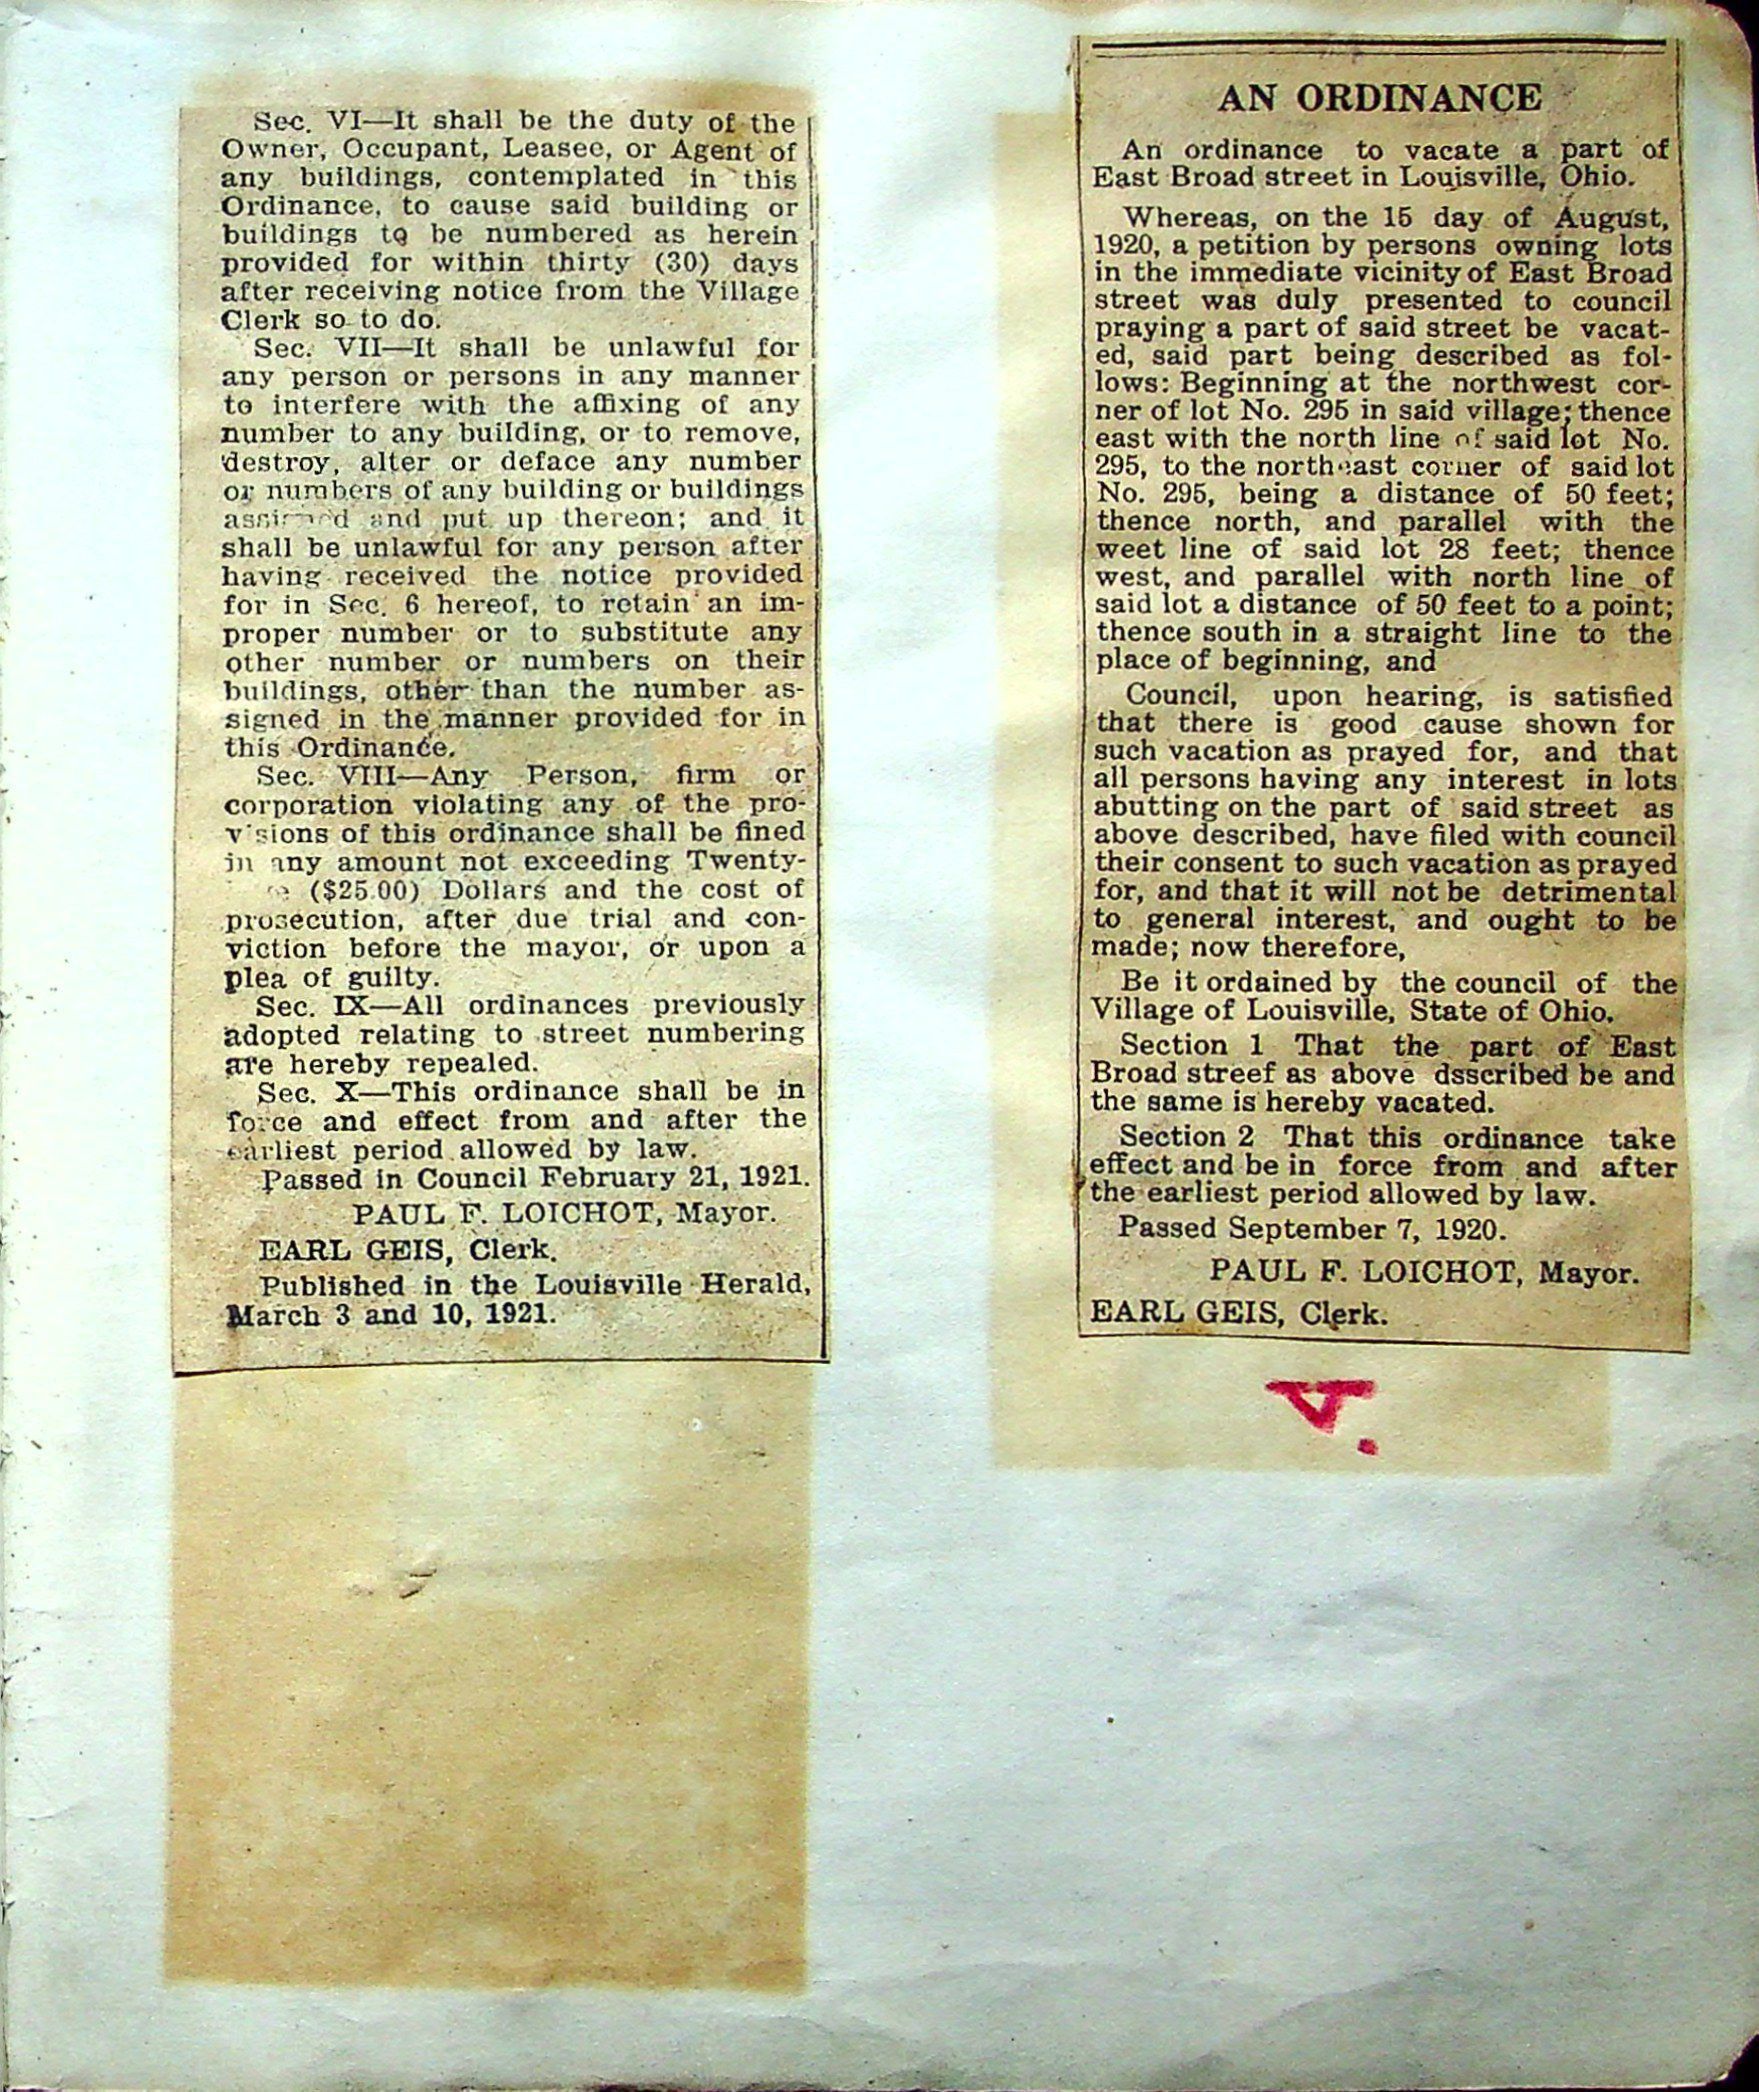 Sec. VI—It shall be the duty of the
Owner, Occupant, Leasee, or Agent of
any buildings, contemplated in this
Ordinance, to cause said building or
buildings to be numbered as herein
provided for within thirty (30) days
after receiving notice from the Village
Clerk so to do.
Sec. VII—It shall be unlawful for
any person or persons in any manner
to interfere with the affixing of any
number to any building, or to remove,
destroy, alter or deface any number
or numbers of any building or buildings
assigned and put up thereon; and it
shall be unlawful for any person after
having received the notice provided
for in Sec. 6 hereof, to retain an im-
proper number or to substitute any
other number or numbers on their
buildings, other than the number as-
signed in the manner provided for in
this Ordinance.
Sec. VIII—Any Person, firm or
corporation violating any of the pro-
visions of this ordinance shall be fined
in any amount not exceeding Twenty-
($25.00) Dollars and the cost of
prosecution, after due trial and con-
viction before the mayor, or upon a
plea of guilty.
Sec. IX—All ordinances previously
adopted relating to street numbering
are hereby repealed.
Sec. X—This ordinance shall be in
force and effect from and after the
earliest period allowed by law.
Passed in Council February 21, 1921.
PAUL F. LOICHOT, Mayor.
EARL GEIS, Clerk.
Published in the Louisville Herald,
March 3 and 10, 1921.
AN ORDINANCE
An ordinance to vacate a part of
East Broad street in Louisville, Ohio.
Whereas, on the 15 day of August,
1920, a petition by persons owning lots
in the immediate vicinity of East Broad
street was duly presented to council
praying a part of said street be vacat-
ed, said part being described as fol-
lows: Beginning at the northwest cor-
ner of lot No. 295 in said village; thence
east with the north line of said lot No.
295, to the northeast corner of said lot
No. 295, being a distance of 50 feet;
thence north, and parallel with the
weet line of said lot 28 feet; thence
west, and parallel with north line of
said lot a distance of 50 feet to a point;
thence south in a straight line to the
place of beginning, and
Council, upon hearing, is satisfied
that there is good cause shown for
such vacation as prayed for, and that
all persons having any interest in lots
abutting on the part of said street as
above described, have filed with council
their consent to such vacation as prayed
for, and that it will not be detrimental
to general interest, and ought to be
made; now therefore,
Be it ordained by the council of the
Village of Louisville, State of Ohio.
Section 1 That the part of East
Broad streef as above dsscribed be and
the same is hereby vacated.
Section 2 That this ordinance take
effect and be in force from and after
the earliest period allowed by law.
Passed September 7, 1920.
PAUL F. LOICHOT, Mayor.
EARL GEIS, Clerk.